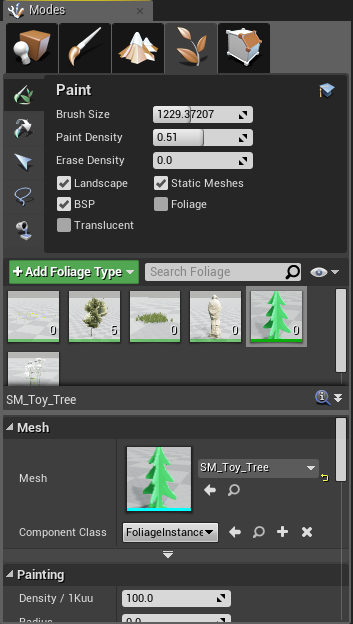 Modes
Paint
Brush Size 1229.37207
Paint Density 0.51
Erase Density 0.0
Landscape Static Meshes
BSP Foliage
Translucent
Add Foliage Type Search Foliage
0 5 0 0 0
SM_Toy_Tree
Mesh
Mesh SM_Toy_Tree
Component Class FoliageInstance
Painting
Density / 1Kuu 100.0
Radius 0.0